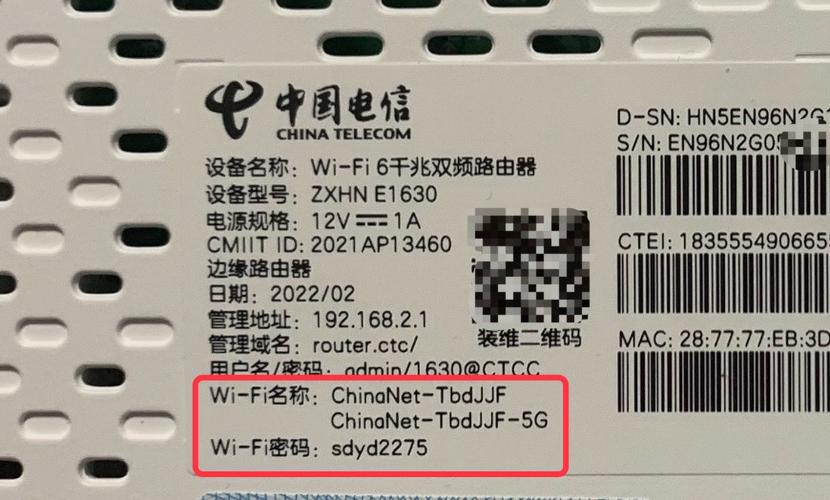 中国电信
CHINA TELECOM
设备名称: Wi-Fi 6千兆双频路由器
设备型号: ZXHN E1630
电源规格: 12V⎓1A
CMIIT ID: 2021AP13460
边缘路由器
日期: 2022/02
管理地址: 192.168.2.1
管理域名: router.ctc/
用户名/密码: admin/1630@CTCC
Wi-Fi名称: ChinaNet-TbdJJF
ChinaNet-TbdJJF-5G
Wi-Fi密码: sdyd2275
装维二维码
D-SN: HN5EN96N2G
S/N: EN96N2G0
CTEI: 18355549066
MAC: 28:77:77:EB:3D